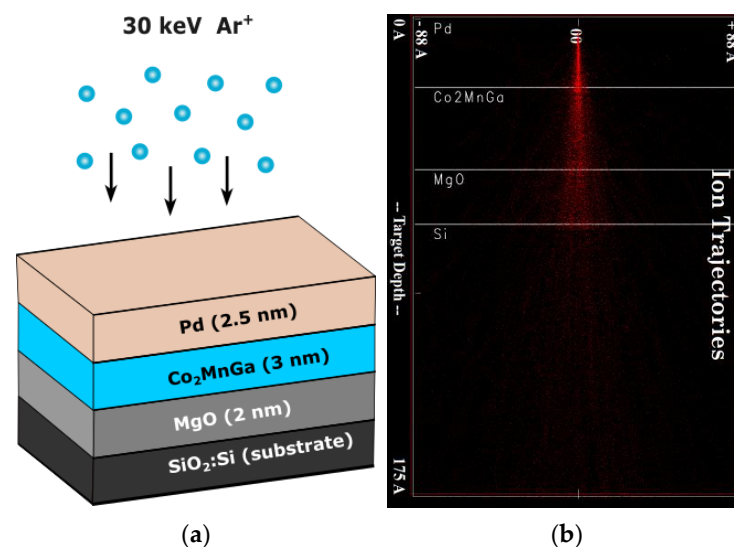 30 keV Ar⁺
Pd (2.5 nm)
Co₂MnGa (3 nm)
MgO (2 nm)
SiO₂:Si (substrate)
(a)
0 A
- 88 A
00
+ 88 A
Pd
Co2MnGa
MgO
Si
-- Target Depth --
Ion Trajectories
175 A
(b)